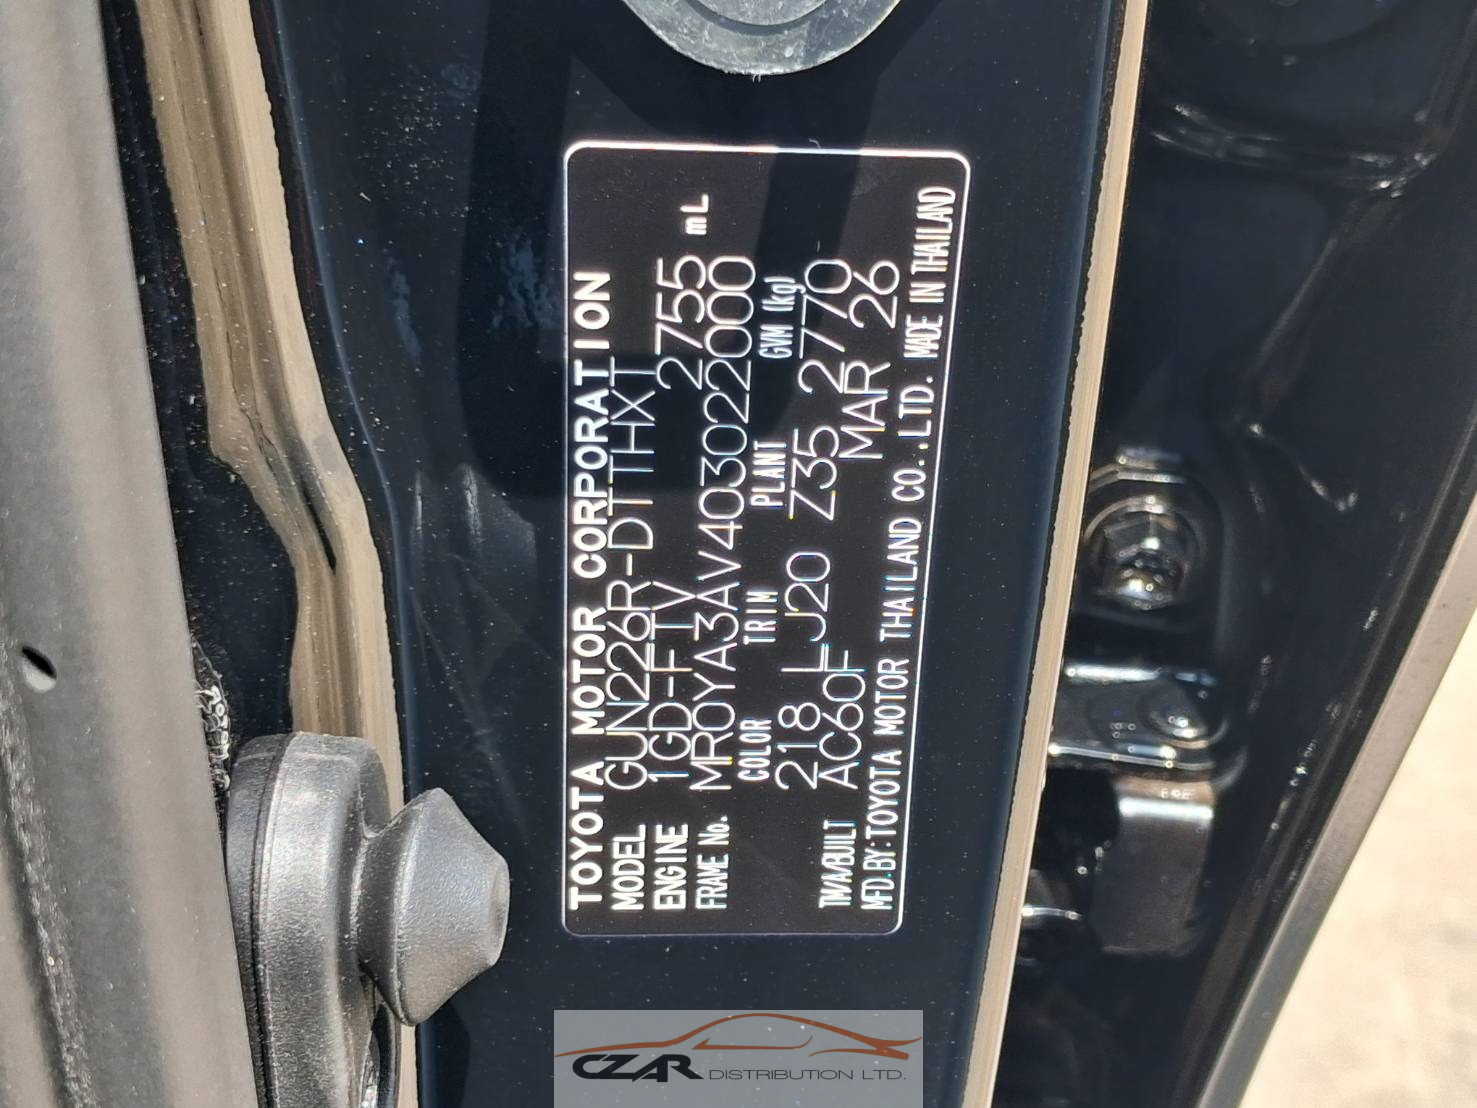 TOYOTA MOTOR CORPORATION
MODEL GUN226R-DTTHXT
ENGINE 1GD-FTV 2755 mL
FRAME No. MR0YA3AV403022000
COLOR TRIM PLANT GVM (kg)
218 LJ20 Z35 2770
TM/A/BUILT AC60F MAR 26
MFD.BY:TOYOTA MOTOR THAILAND CO.,LTD. MADE IN THAILAND
CZAR DISTRIBUTION LTD.